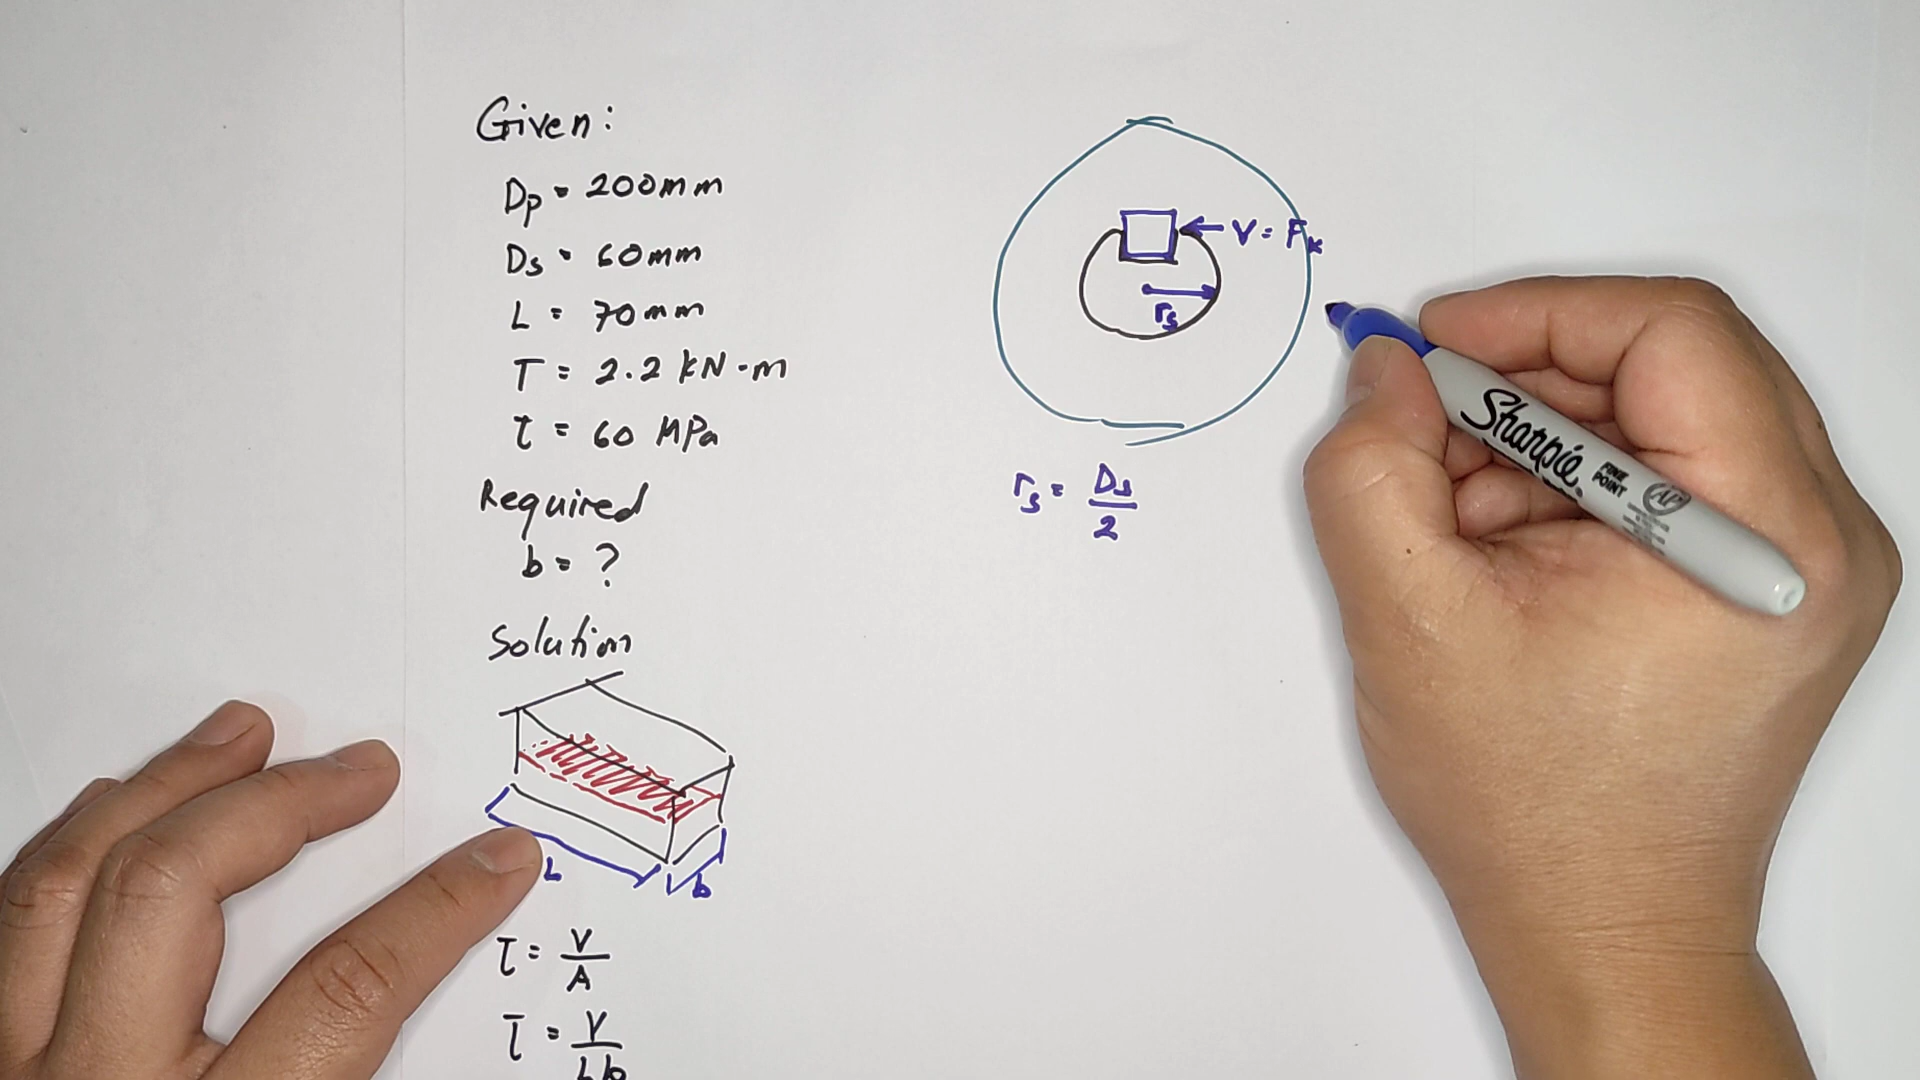 Given:
Dp = 200mm
Ds = 60mm
L = 70mm
T = 2.2 kN-m
τ = 60 MPa
Required
b = ?
Solution
L
b
τ = V/A
τ = V/Lb
V = Fk
rs
rs = Ds/2
Sharpie.
FINE
POINT
AP